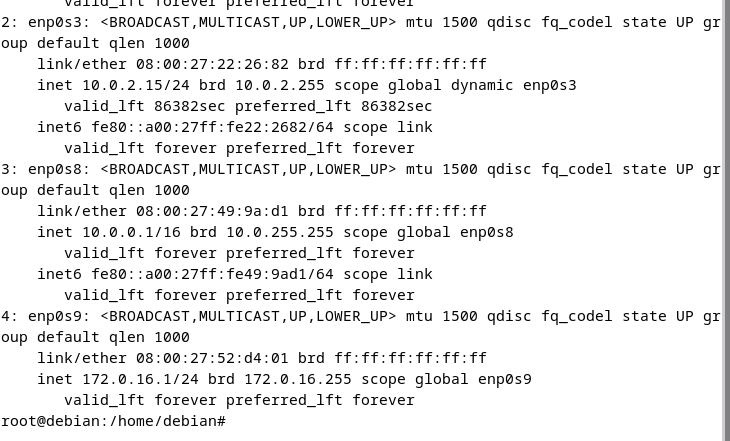 valid_lft forever preferred_lft forever
2: enp0s3: <BROADCAST,MULTICAST,UP,LOWER_UP> mtu 1500 qdisc fq_codel state UP gr
oup default qlen 1000
    link/ether 08:00:27:22:26:82 brd ff:ff:ff:ff:ff:ff
    inet 10.0.2.15/24 brd 10.0.2.255 scope global dynamic enp0s3
       valid_lft 86382sec preferred_lft 86382sec
    inet6 fe80::a00:27ff:fe22:2682/64 scope link
       valid_lft forever preferred_lft forever
3: enp0s8: <BROADCAST,MULTICAST,UP,LOWER_UP> mtu 1500 qdisc fq_codel state UP gr
oup default qlen 1000
    link/ether 08:00:27:49:9a:d1 brd ff:ff:ff:ff:ff:ff
    inet 10.0.0.1/16 brd 10.0.255.255 scope global enp0s8
       valid_lft forever preferred_lft forever
    inet6 fe80::a00:27ff:fe49:9ad1/64 scope link
       valid_lft forever preferred_lft forever
4: enp0s9: <BROADCAST,MULTICAST,UP,LOWER_UP> mtu 1500 qdisc fq_codel state UP gr
oup default qlen 1000
    link/ether 08:00:27:52:d4:01 brd ff:ff:ff:ff:ff:ff
    inet 172.0.16.1/24 brd 172.0.16.255 scope global enp0s9
       valid_lft forever preferred_lft forever
root@debian:/home/debian#